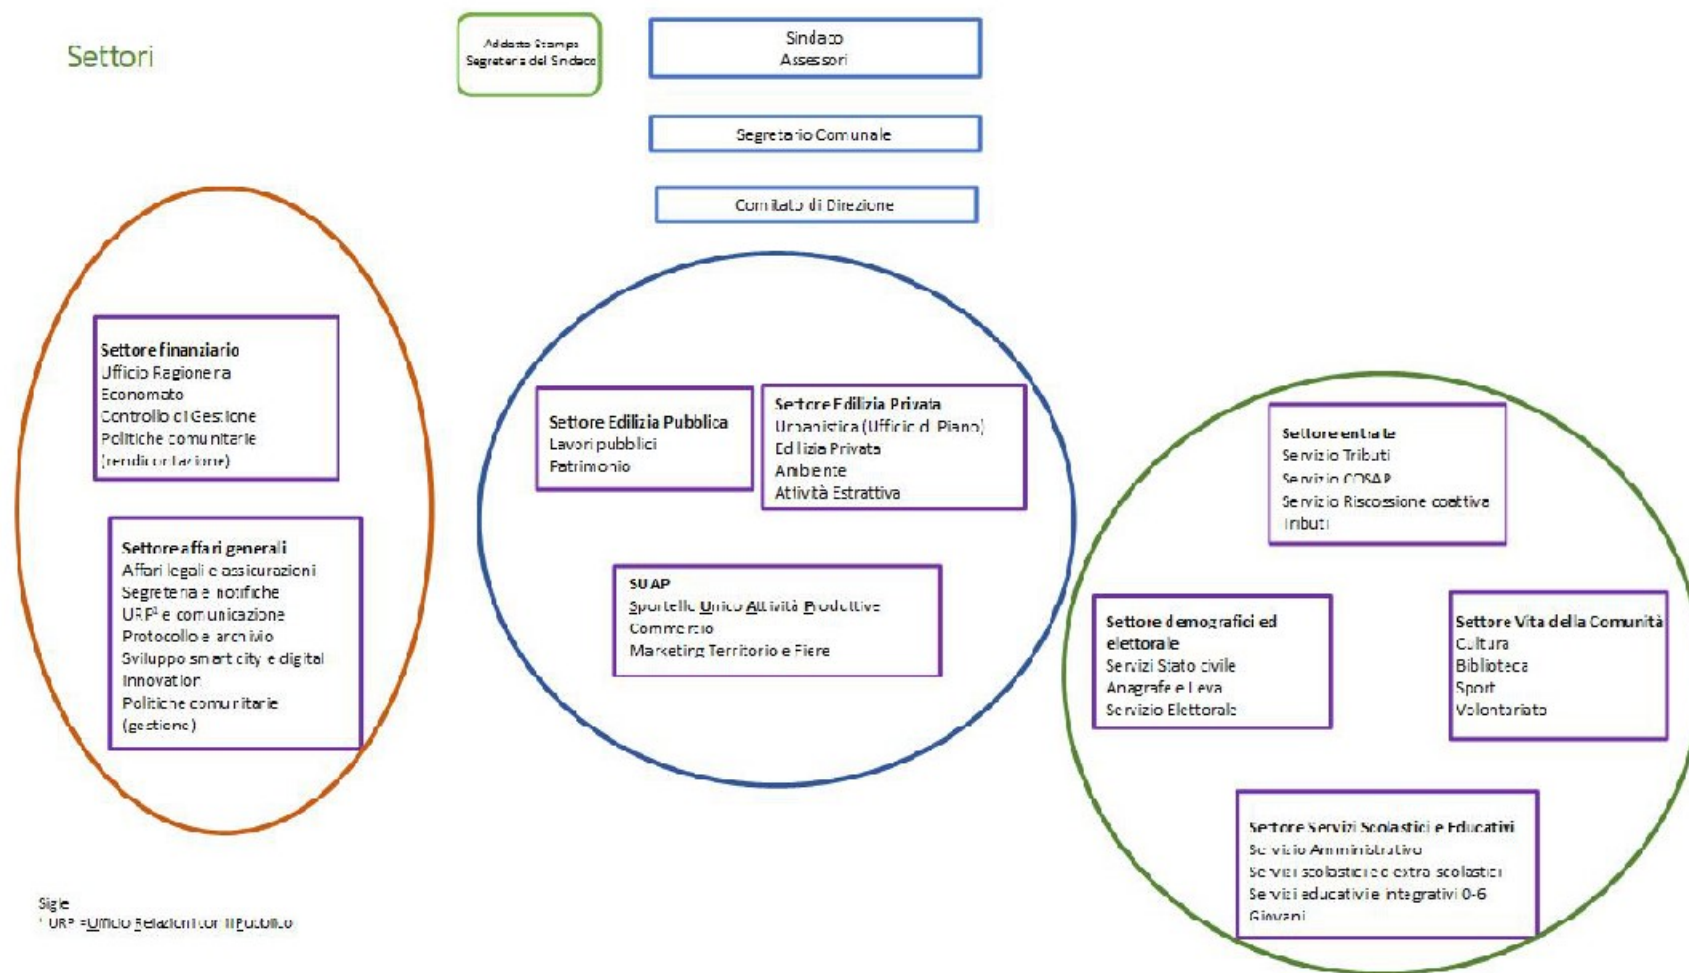 Settori
Addetto Stampa
Segreteria del Sindaco
Sindaco
Assessori
Segretario Comunale
Comitato di Direzione
Settore finanziario
Ufficio Ragioneria
Economato
Controllo di Gestione
Politiche comunitarie
(rendicontazione)
Settore affari generali
Affari legali e assicurazioni
Segreteria e notifiche
URP¹ e comunicazione
Protocollo e archivio
Sviluppo smart city e digital
innovation
Politiche comunitarie
(gestione)
Settore Edilizia Pubblica
Lavori pubblici
Patrimonio
Settore Edilizia Privata
Urbanistica (Ufficio di Piano)
Edilizia Privata
Ambiente
Attività Estrattiva
SUAP
Sportello Unico Attività Produttive
Commercio
Marketing Territorio e Fiere
Settore entrate
Servizio Tributi
Servizio COSAP
Servizio Riscossione coattiva
Tributi
Settore demografici ed
elettorale
Servizi Stato civile
Anagrafe e Leva
Servizio Elettorale
Settore Vita della Comunità
Cultura
Biblioteca
Sport
Volontariato
Settore Servizi Scolastici e Educativi
Servizio Amministrativo
Servizi scolastici ed extra scolastici
Servizi educativi e integrativi 0-6
Giovani
Sigle
¹ URP =Ufficio Relazioni con il Pubblico